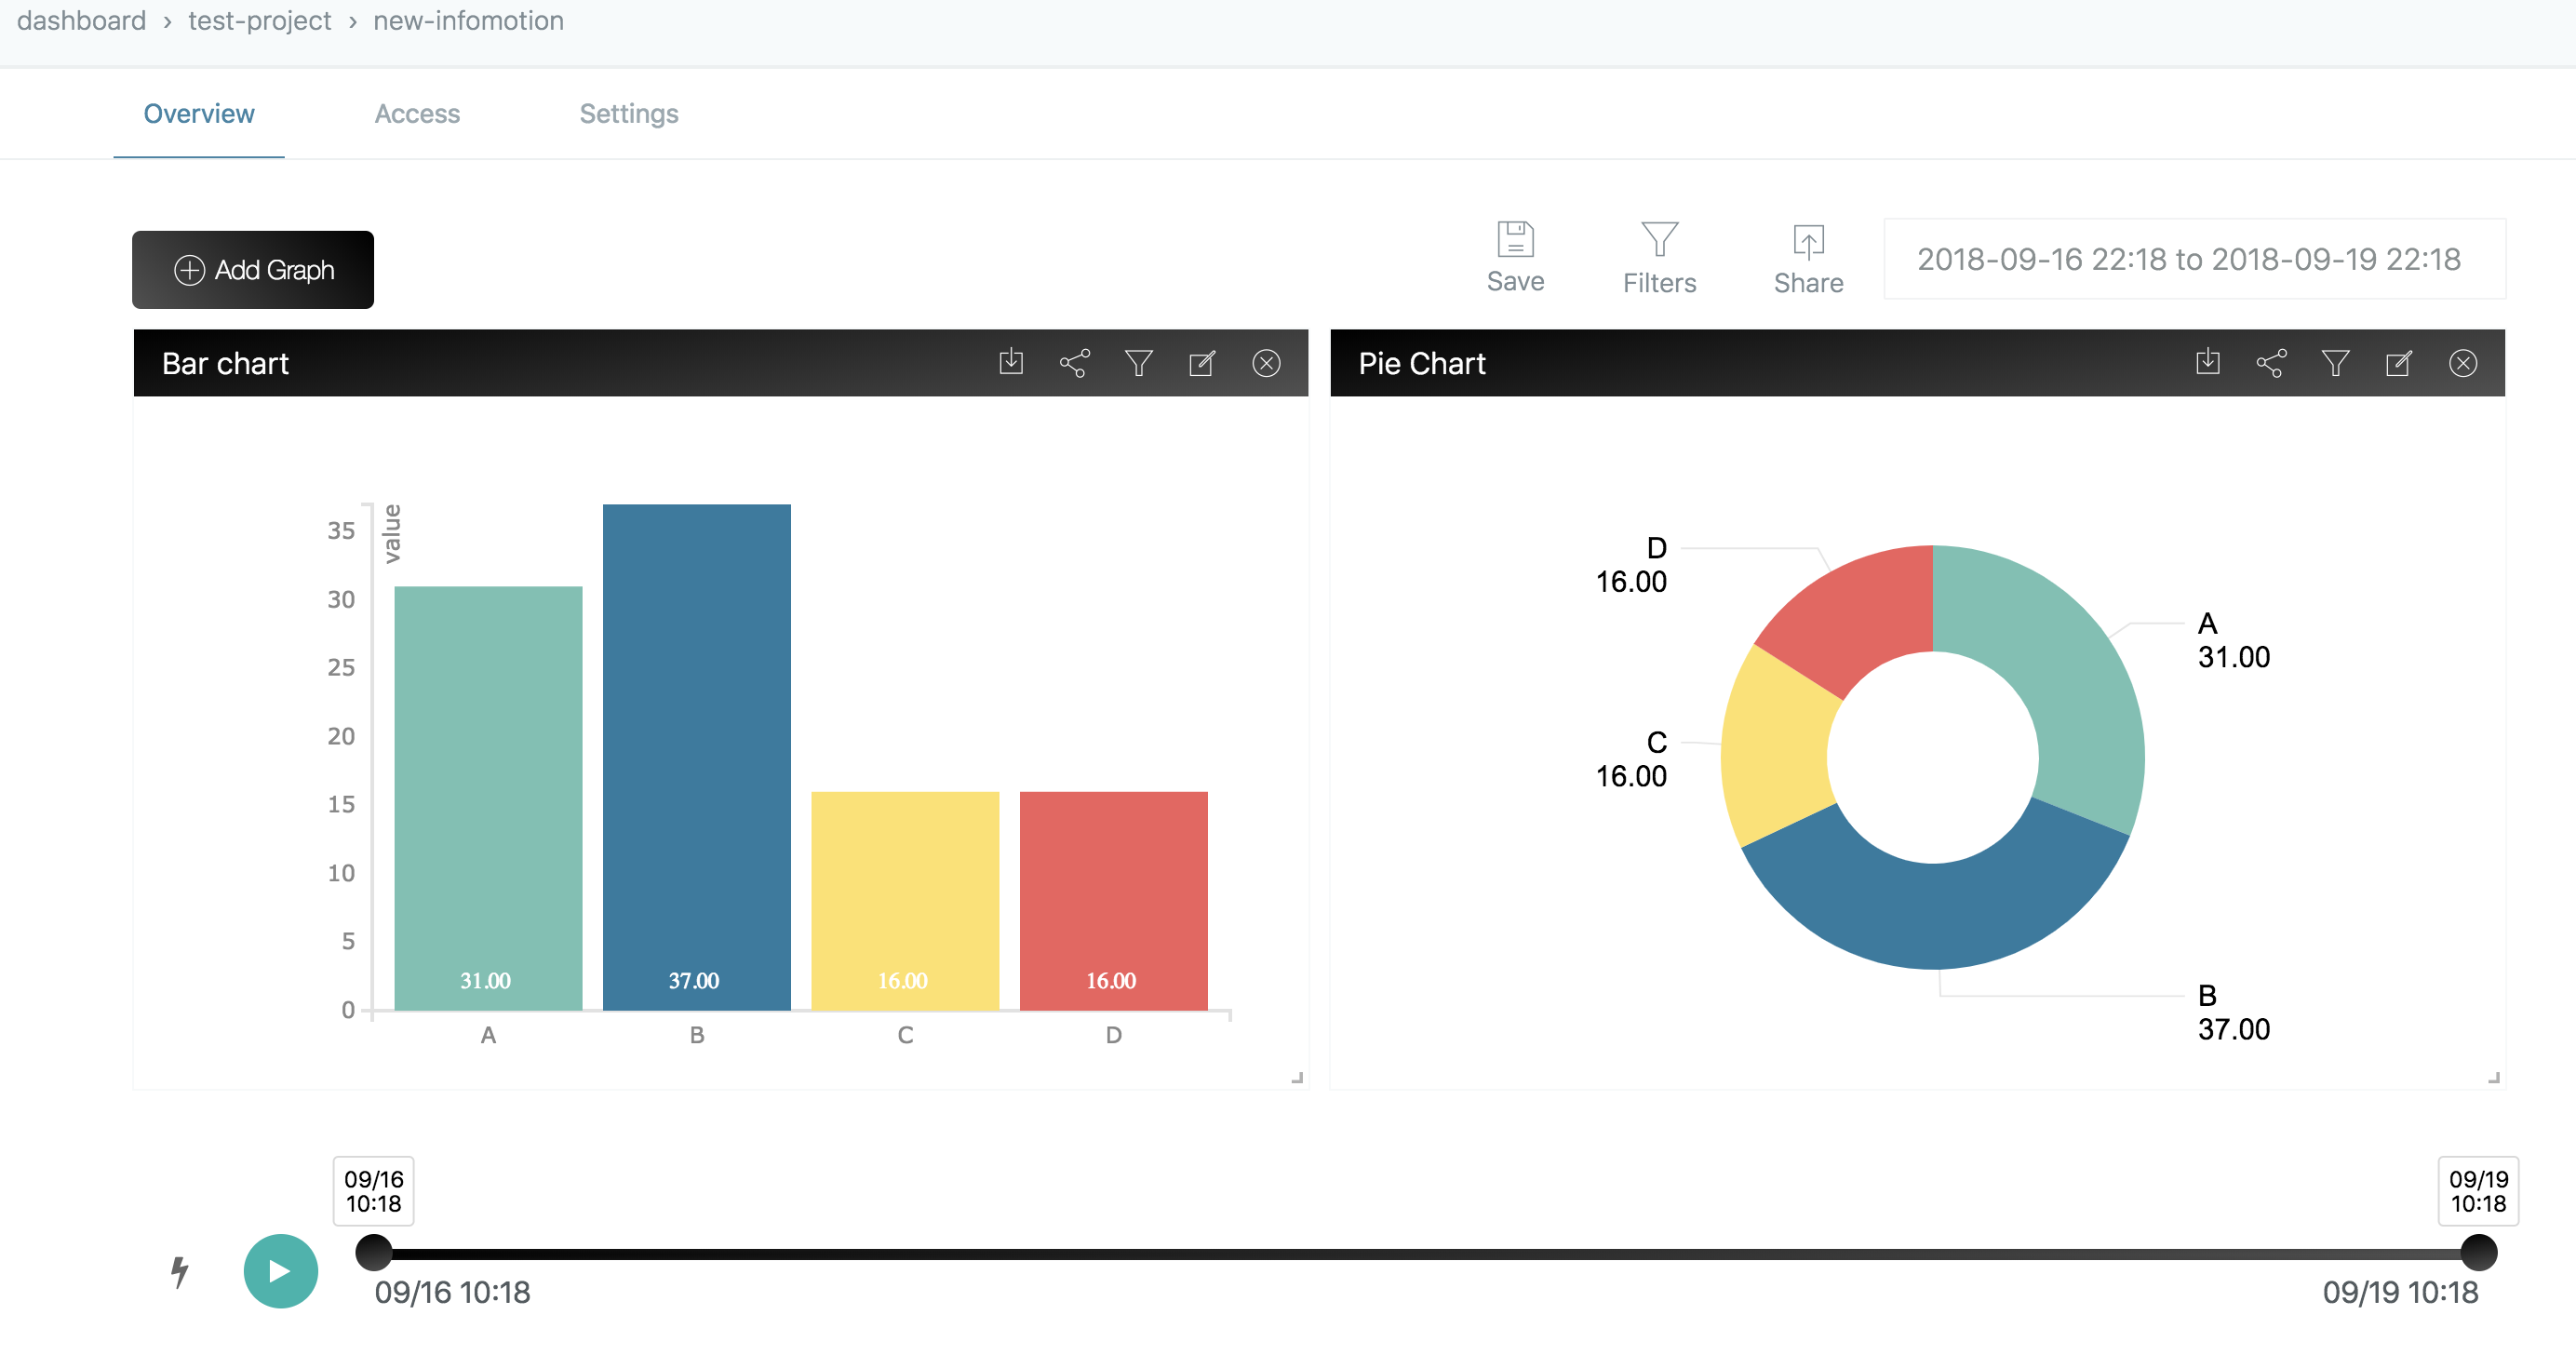 dashboard › test-project › new-infomotion
Overview Access Settings
Add Graph
Save
Filters
Share
2018-09-16 22:18 to 2018-09-19 22:18
Bar chart
value
35
30
25
20
15
10
5
0
31.00 37.00 16.00 16.00
A B C D
Pie Chart
D
16.00
A
31.00
C
16.00
B
37.00
09/16
10:18
09/19
10:18
09/16 10:18
09/19 10:18